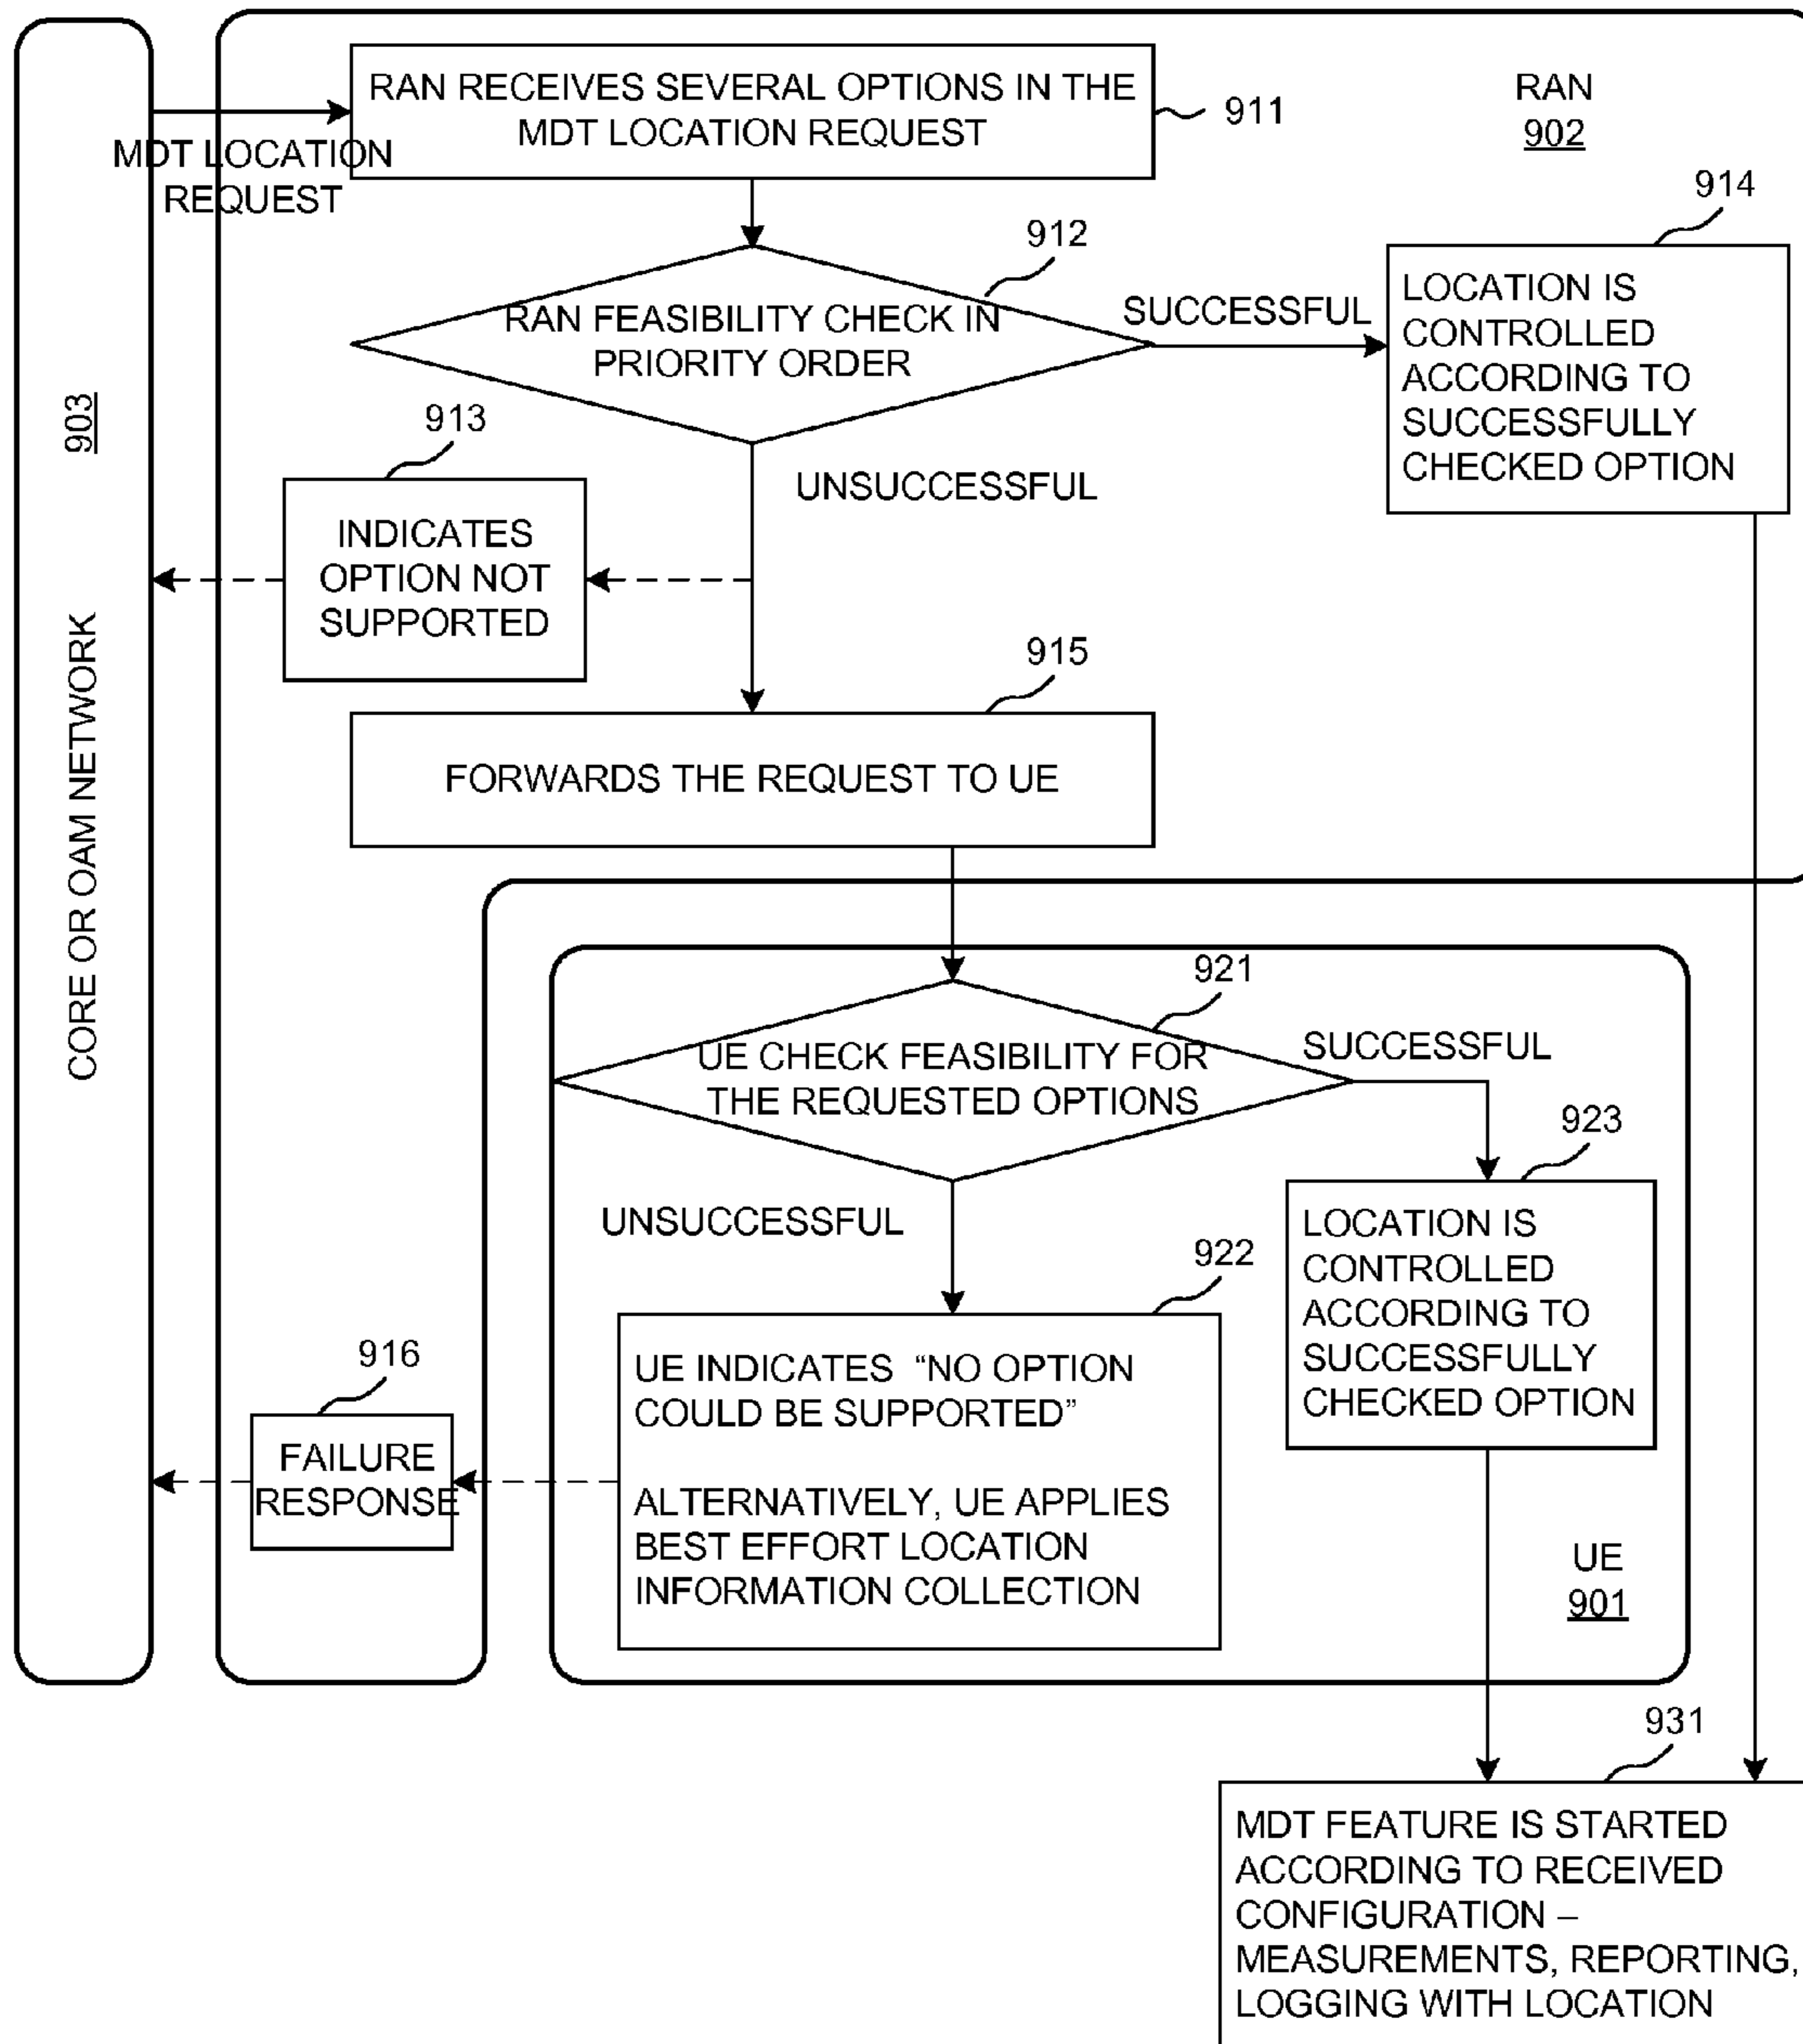 RAN RECEIVES SEVERAL OPTIONS IN THE
MDT LOCATION REQUEST
911
RAN
902
MDT LOCATION
REQUEST
914
912
RAN FEASIBILITY CHECK IN
PRIORITY ORDER
SUCCESSFUL
LOCATION IS
CONTROLLED
ACCORDING TO
SUCCESSFULLY
CHECKED OPTION
903
CORE OR OAM NETWORK
913
UNSUCCESSFUL
INDICATES
OPTION NOT
SUPPORTED
915
FORWARDS THE REQUEST TO UE
921
UE CHECK FEASIBILITY FOR
THE REQUESTED OPTIONS
SUCCESSFUL
923
UNSUCCESSFUL
LOCATION IS
CONTROLLED
ACCORDING TO
SUCCESSFULLY
CHECKED OPTION
922
UE INDICATES “NO OPTION
COULD BE SUPPORTED”
ALTERNATIVELY, UE APPLIES
BEST EFFORT LOCATION
INFORMATION COLLECTION
916
FAILURE
RESPONSE
UE
901
931
MDT FEATURE IS STARTED
ACCORDING TO RECEIVED
CONFIGURATION –
MEASUREMENTS, REPORTING,
LOGGING WITH LOCATION